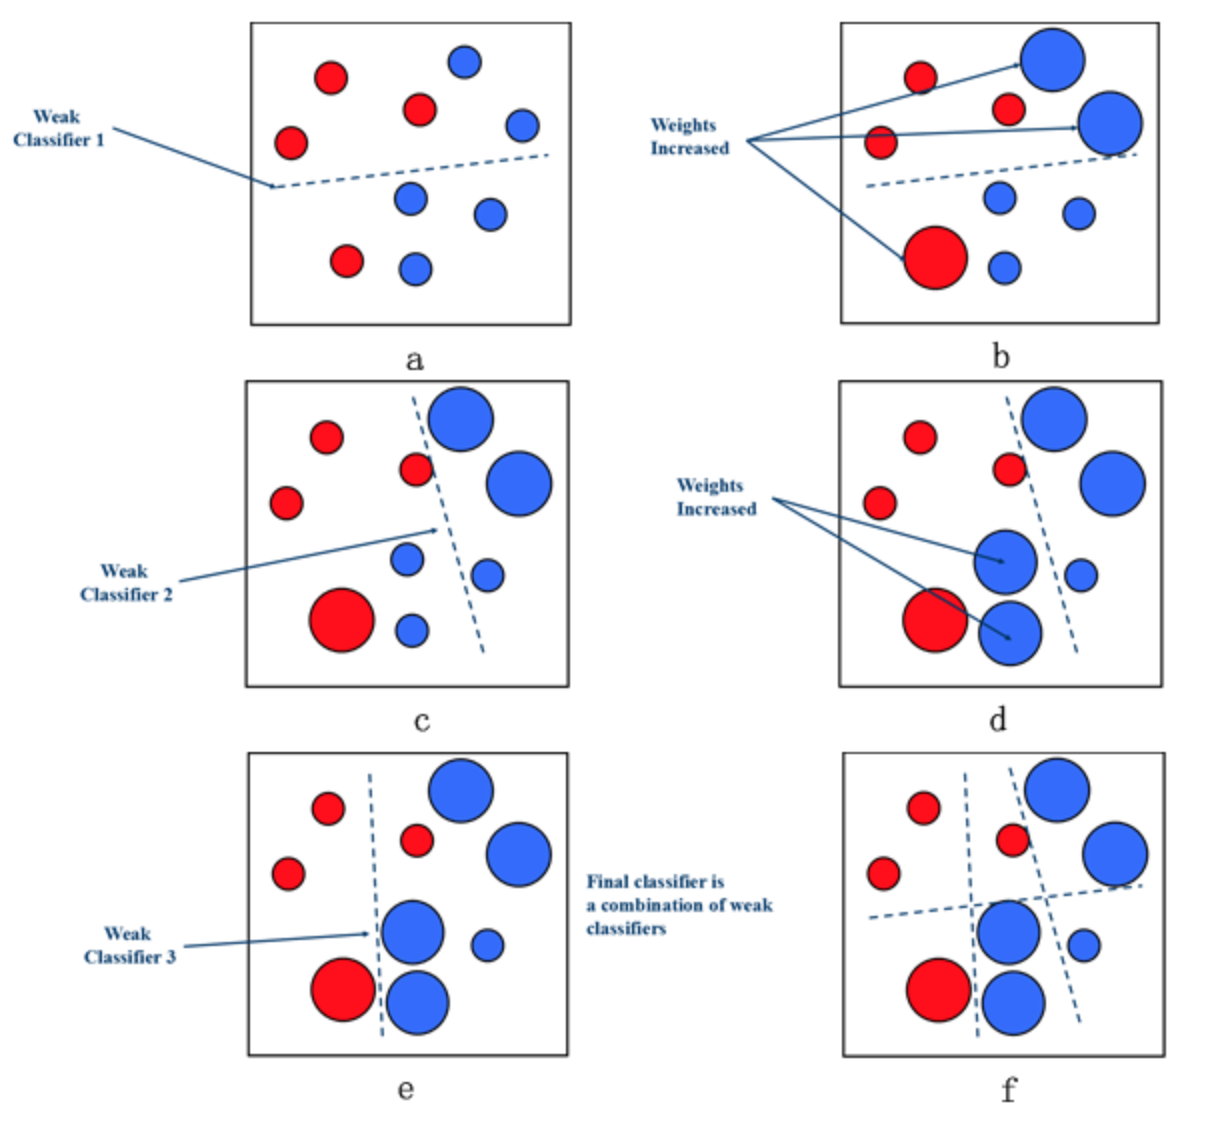 Weak
Classifier 1
Weights
Increased
a
b
Weak
Classifier 2
Weights
Increased
c
d
Weak
Classifier 3
Final classifier is
a combination of weak
classifiers
e
f